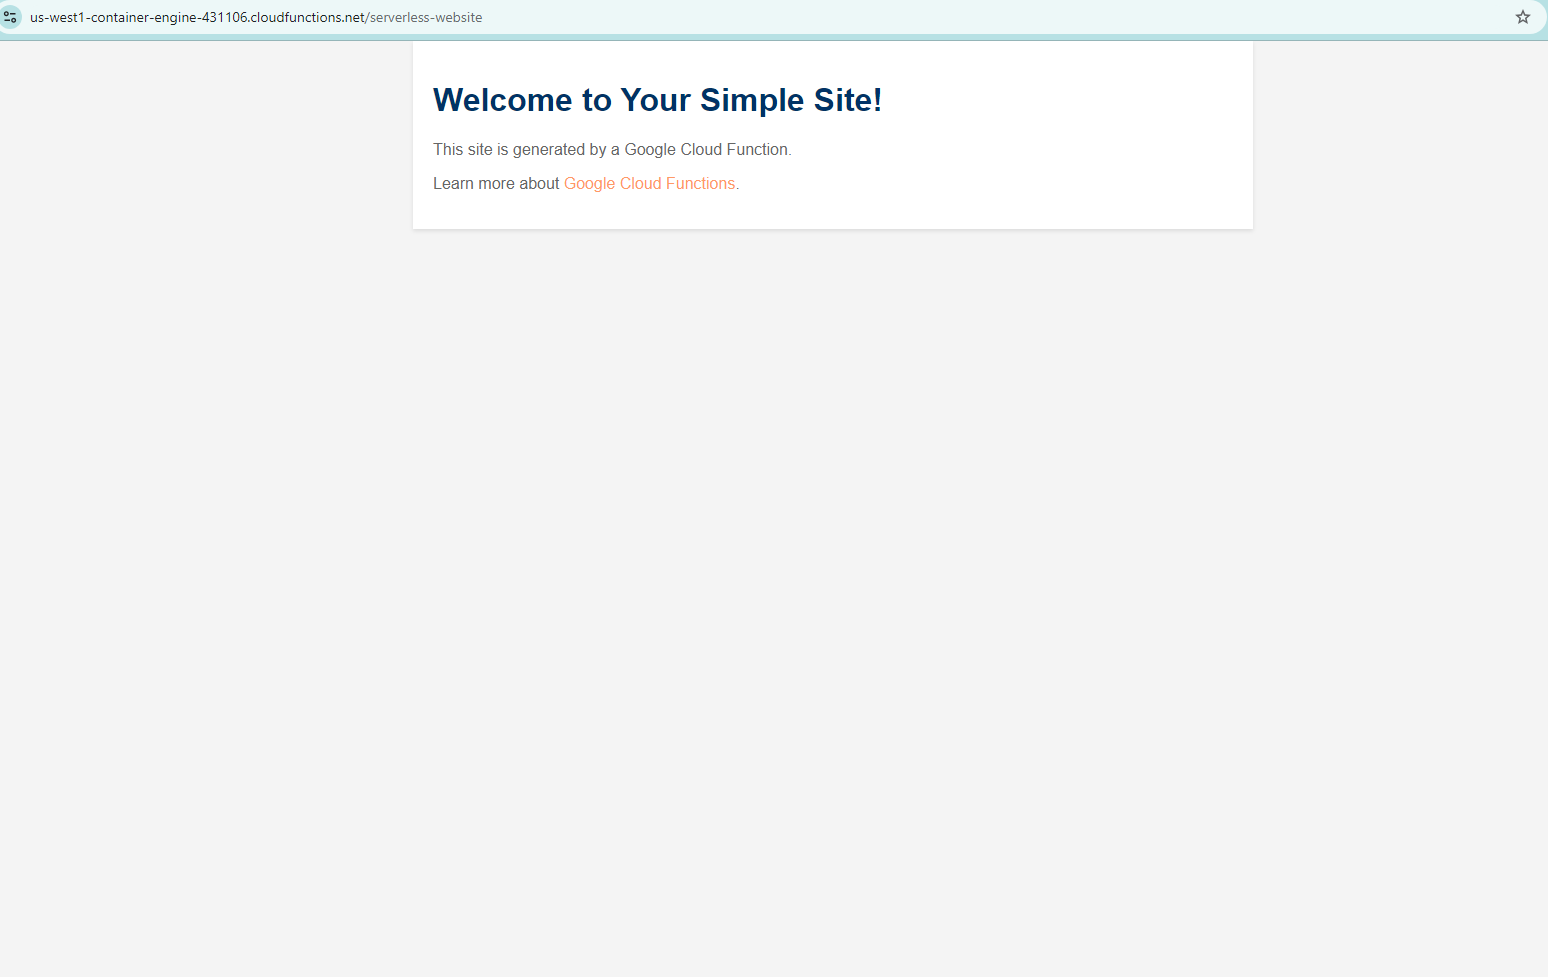 us-west1-container-engine-431106.cloudfunctions.net/serverless-website
Welcome to Your Simple Site!
This site is generated by a Google Cloud Function.
Learn more about Google Cloud Functions.